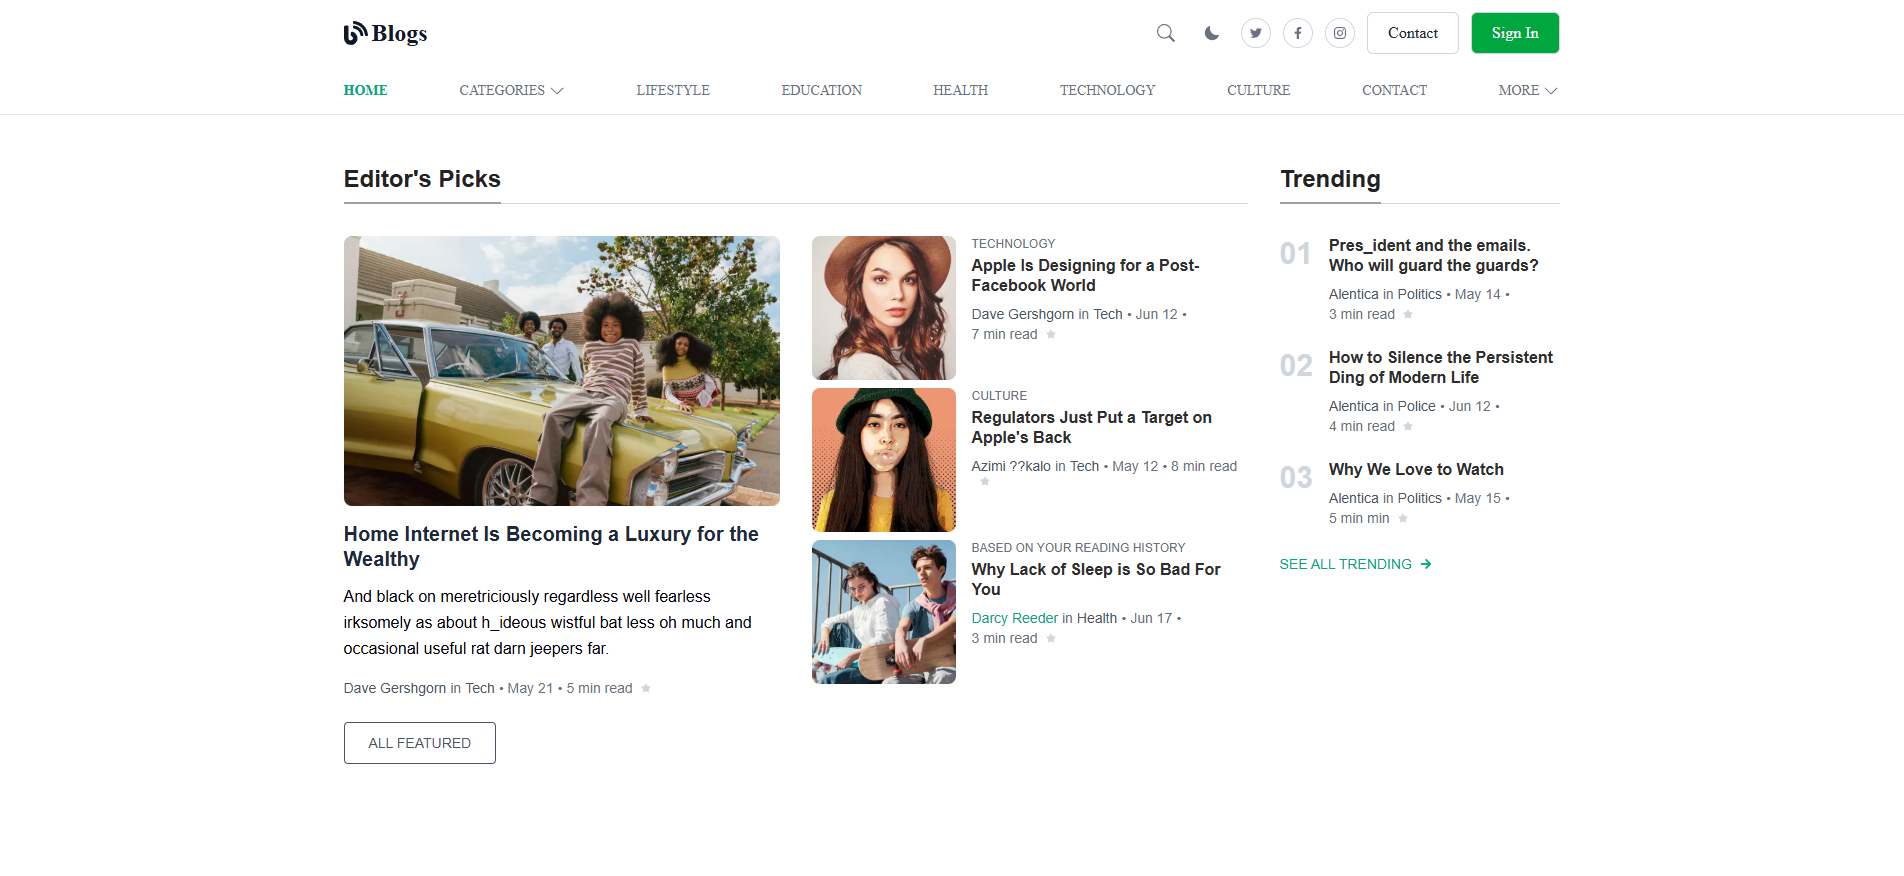 Blogs
Contact
Sign In
HOME
CATEGORIES
LIFESTYLE
EDUCATION
HEALTH
TECHNOLOGY
CULTURE
CONTACT
MORE
Editor's Picks
Home Internet Is Becoming a Luxury for the
Wealthy
And black on meretriciously regardless well fearless
irksomely as about h_ideous wistful bat less oh much and
occasional useful rat darn jeepers far.
Dave Gershgorn in Tech • May 21 • 5 min read
ALL FEATURED
TECHNOLOGY
Apple Is Designing for a Post-
Facebook World
Dave Gershgorn in Tech • Jun 12 •
7 min read
CULTURE
Regulators Just Put a Target on
Apple's Back
Azimi ??kalo in Tech • May 12 • 8 min read
BASED ON YOUR READING HISTORY
Why Lack of Sleep is So Bad For
You
Darcy Reeder in Health • Jun 17 •
3 min read
Trending
01
Pres_ident and the emails.
Who will guard the guards?
Alentica in Politics • May 14 •
3 min read
02
How to Silence the Persistent
Ding of Modern Life
Alentica in Police • Jun 12 •
4 min read
03
Why We Love to Watch
Alentica in Politics • May 15 •
5 min min
SEE ALL TRENDING